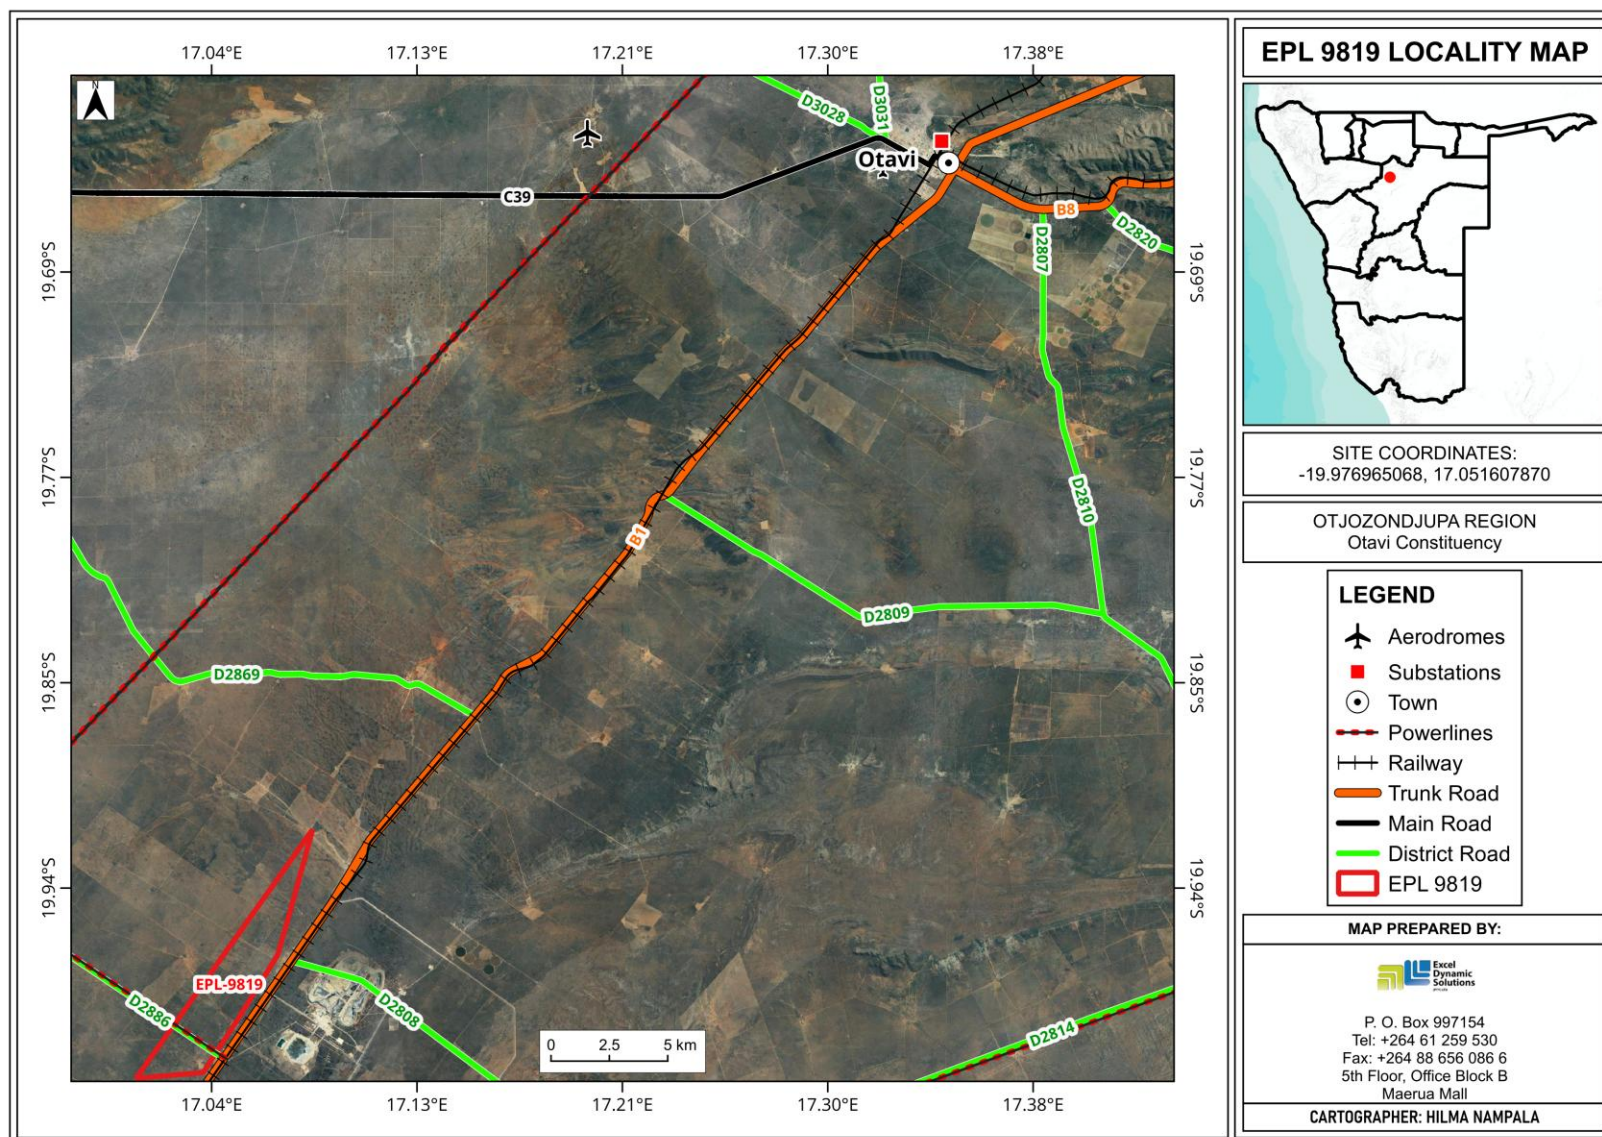 17.04°E 17.13°E 17.21°E 17.30°E 17.38°E
N
D3028
D3031
Otavi
C39
B8
D2820
D2807
19.69°S 19.69°S
19.77°S 19.77°S
D2810
B1
D2809
D2869
19.85°S 19.85°S
19.94°S 19.94°S
EPL-9819
D2886
D2808
D2814
0 2.5 5 km
17.04°E 17.13°E 17.21°E 17.30°E 17.38°E
EPL 9819 LOCALITY MAP
SITE COORDINATES:
-19.976965068, 17.051607870
OTJOZONDJUPA REGION
Otavi Constituency
LEGEND
Aerodromes
Substations
Town
Powerlines
Railway
Trunk Road
Main Road
District Road
EPL 9819
MAP PREPARED BY:
Excel
Dynamic
Solutions
P. O. Box 997154
Tel: +264 61 259 530
Fax: +264 88 656 086 6
5th Floor, Office Block B
Maerua Mall
CARTOGRAPHER: HILMA NAMPALA